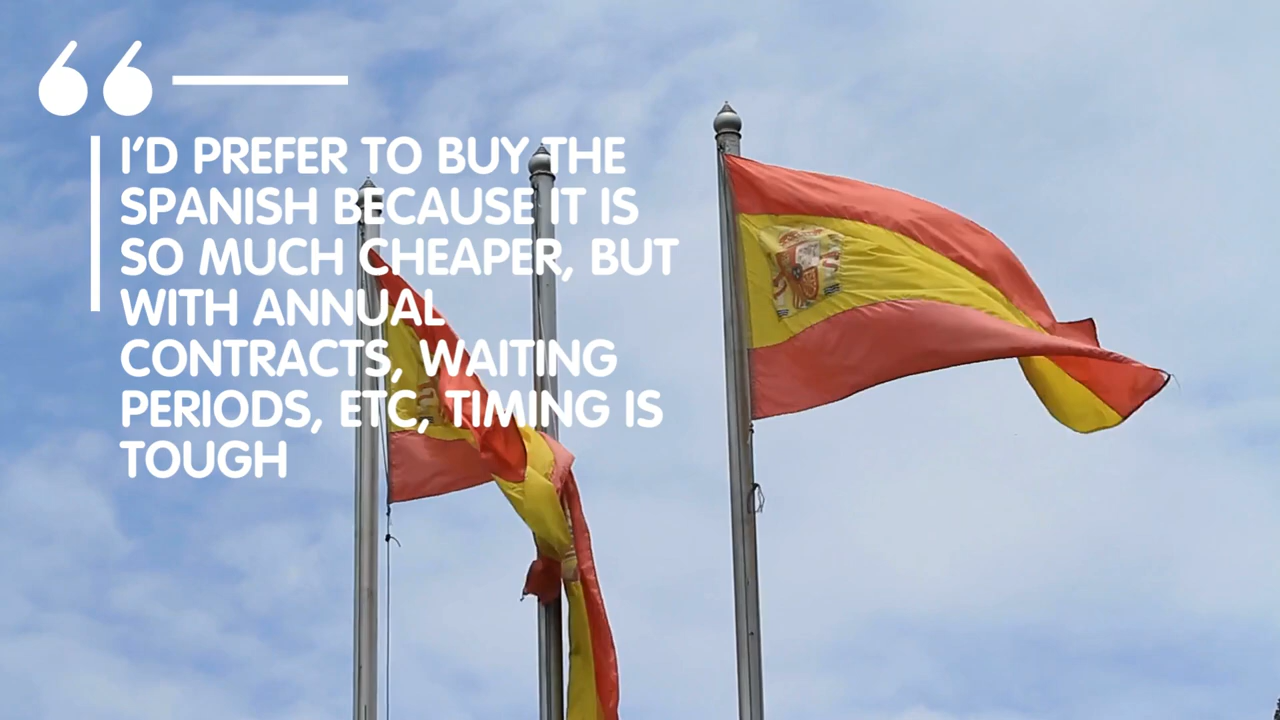 I'D PREFER TO BUY THE
SPANISH BECAUSE IT IS
SO MUCH CHEAPER, BUT
WITH ANNUAL
CONTRACTS, WAITING
PERIODS, ETC, TIMING IS
TOUGH